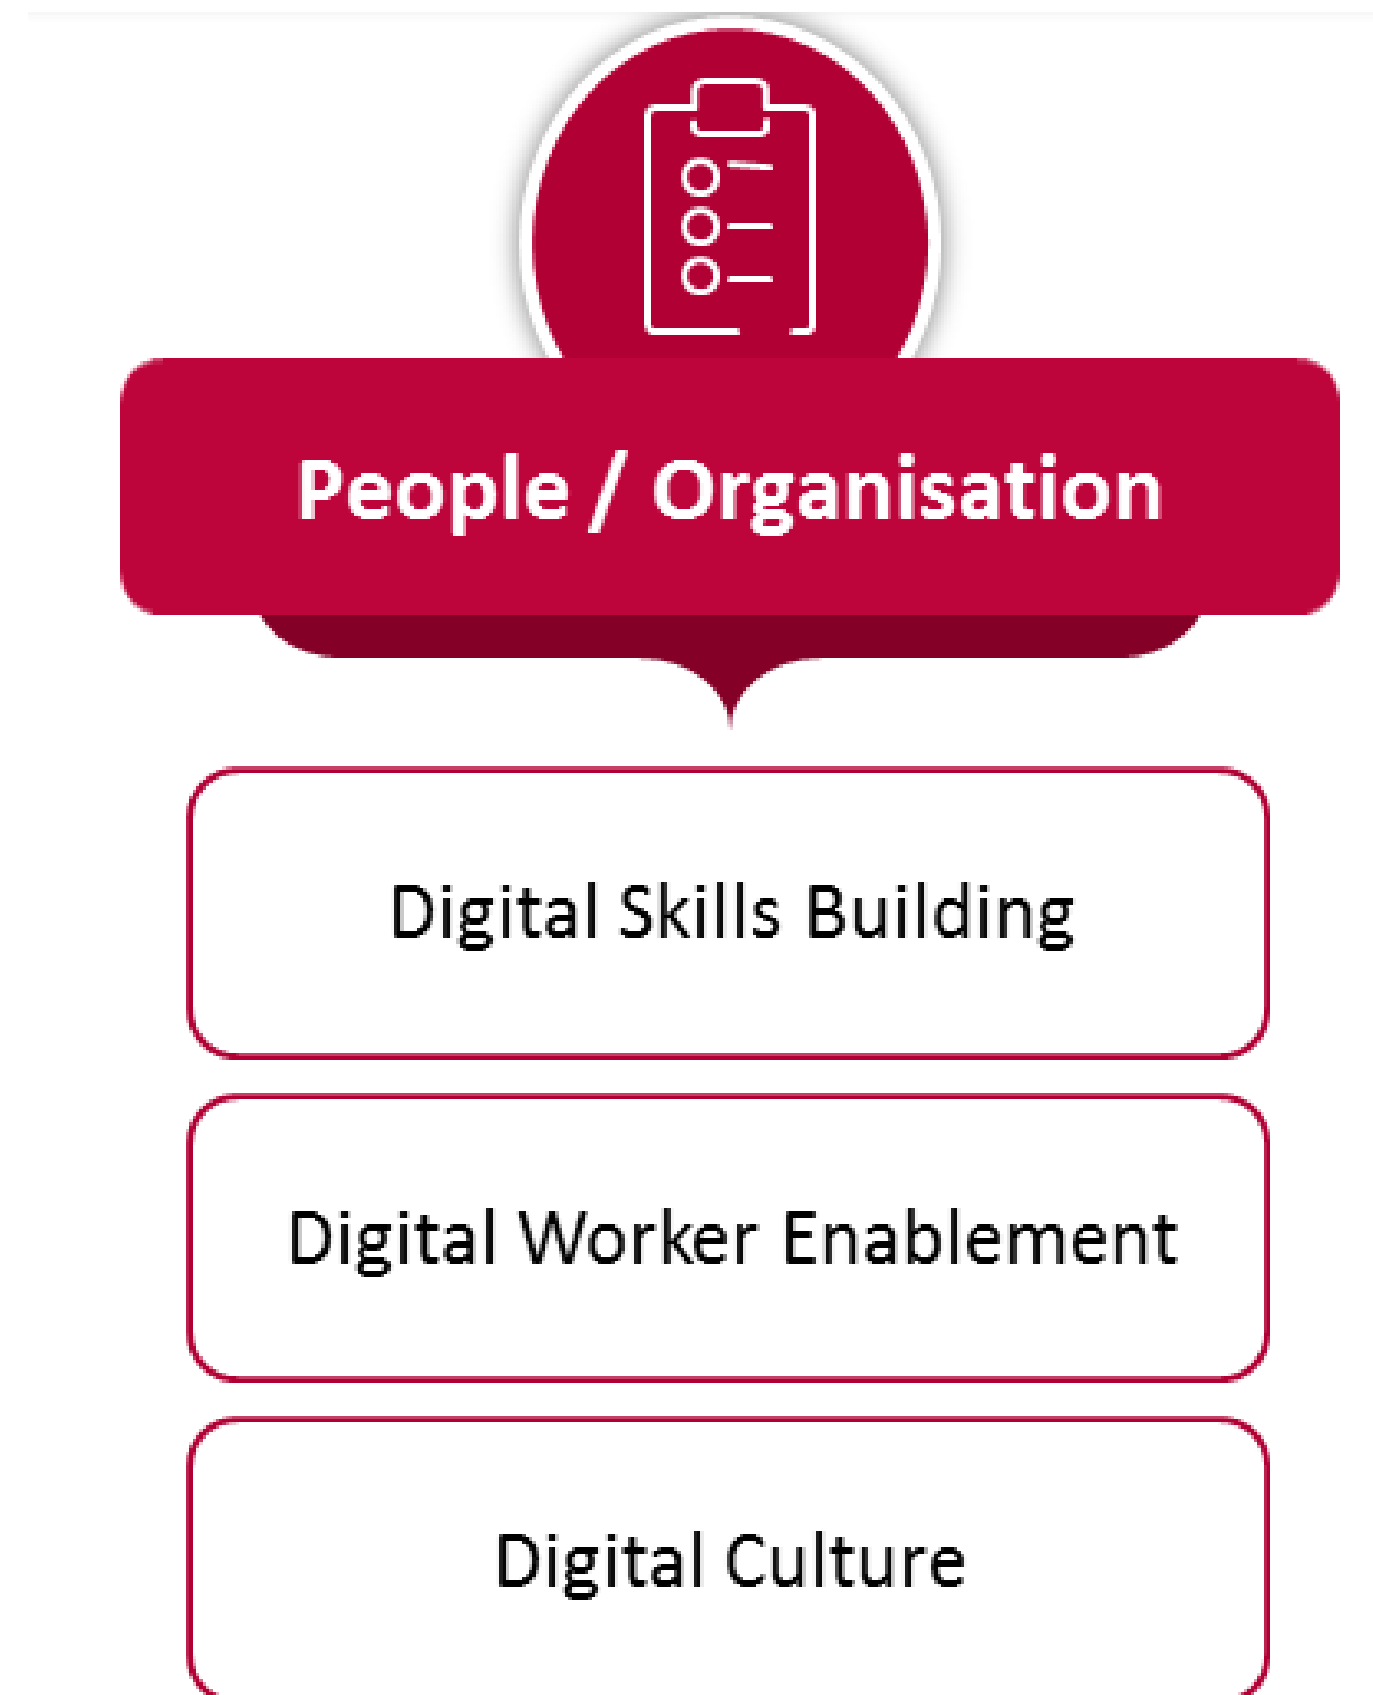 People / Organisation
Digital Skills Building
Digital Worker Enablement
Digital Culture